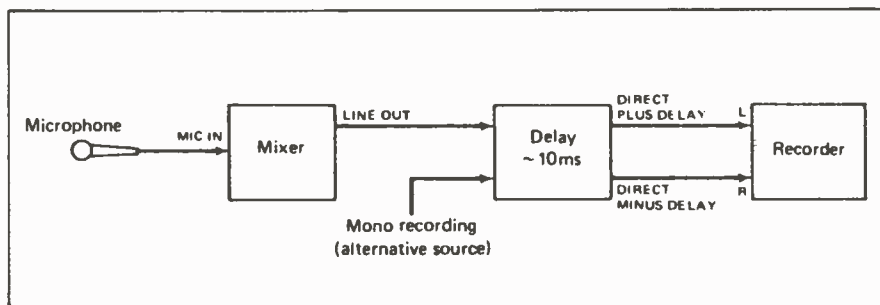 Microphone
MIC IN
Mixer
LINE OUT
Mono recording
(alternative source)
Delay
~ 10ms
DIRECT
PLUS DELAY
L
DIRECT
MINUS DELAY
R
Recorder